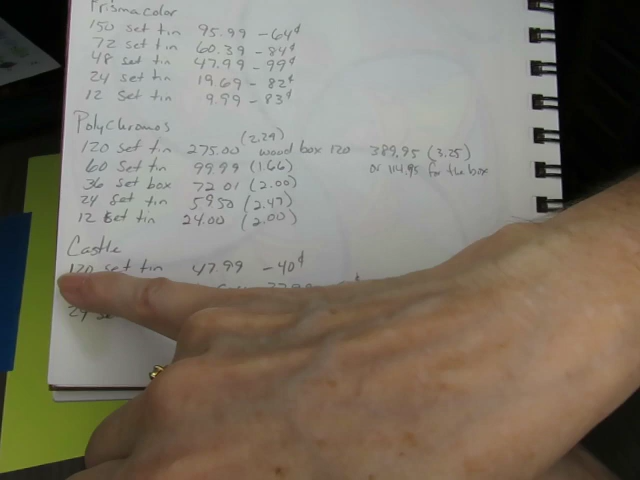 Prismacolor
150 set tin 95.99 - 64¢
72 set tin 60.39 - 84¢
48 set tin 47.99 - 99¢
24 set tin 19.69 - 82¢
12 set tin 9.99 - 83¢
Polychromos
120 set tin 275.00 (2.29) wood box 120 389.95 (3.25)
60 set tin 99.99 (1.66) or 114.95 for the box
36 set box 72.01 (2.00)
24 set tin 59.50 (2.47)
12 set tin 24.00 (2.00)
Castle
120 set tin 47.99 - 40¢
24